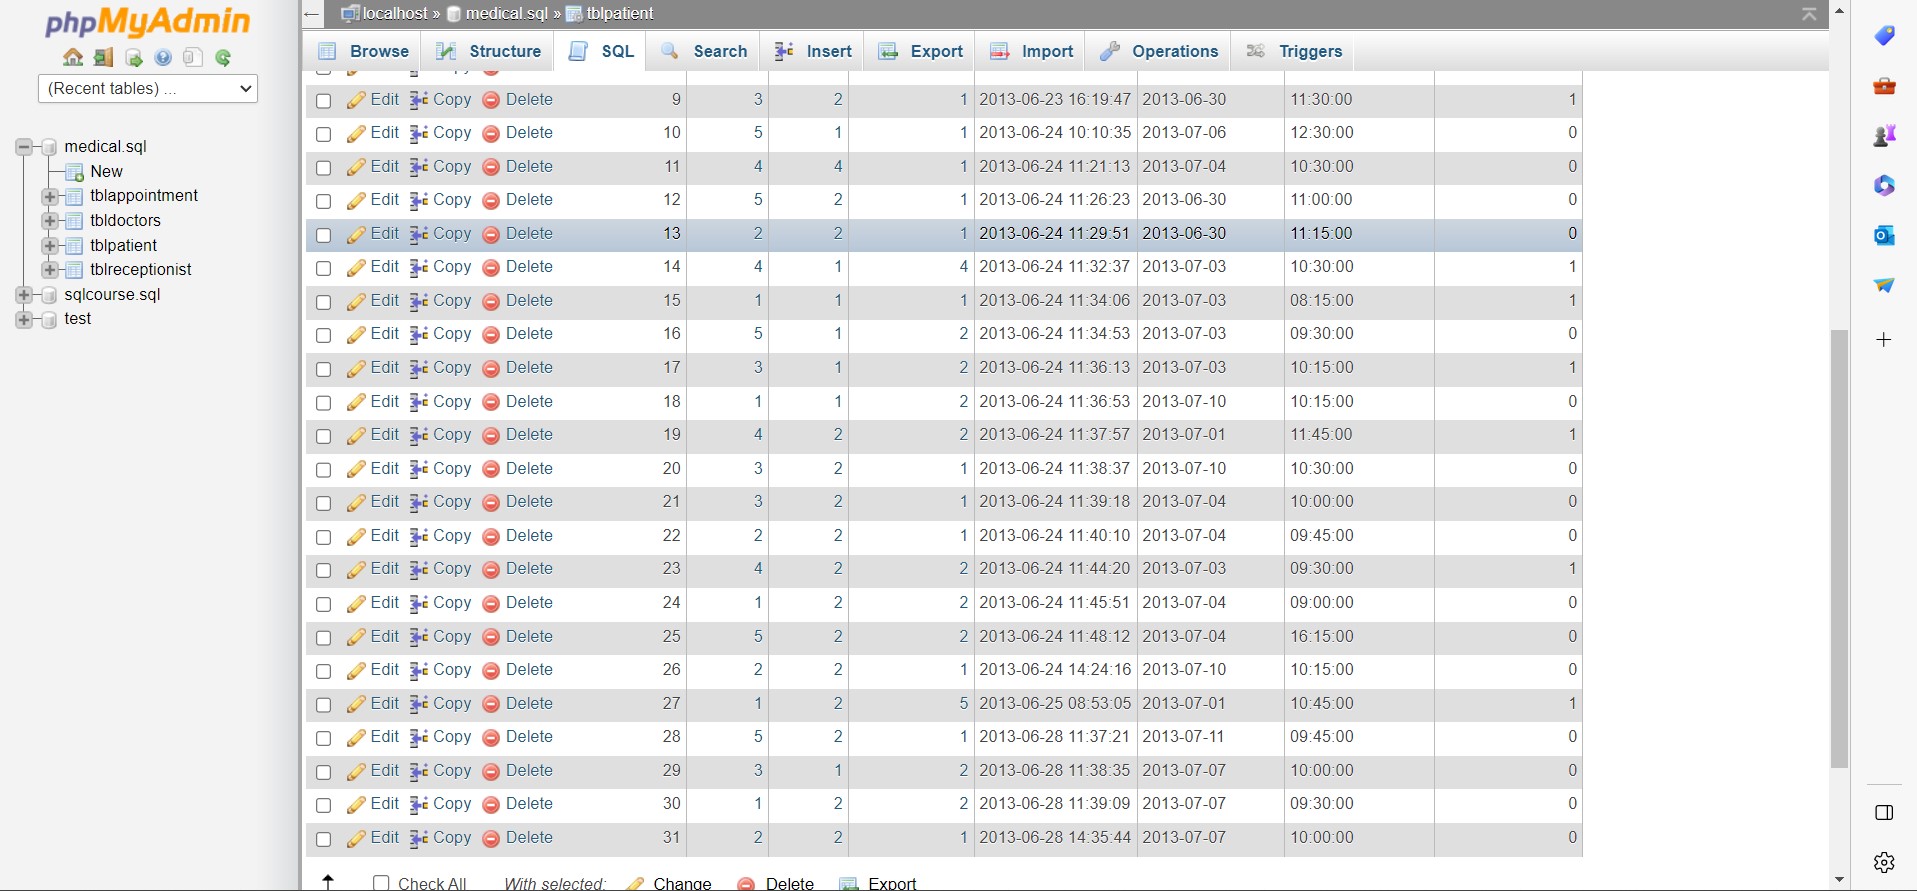 phpMyAdmin
(Recent tables) ...
medical.sql
New
tblappointment
tbldoctors
tblpatient
tblreceptionist
sqlcourse.sql
test
localhost » medical.sql » tblpatient
Browse Structure SQL Search Insert Export Import Operations Triggers
Edit Copy Delete 9 3 2 1 2013-06-23 16:19:47 2013-06-30 11:30:00 1
Edit Copy Delete 10 5 1 1 2013-06-24 10:10:35 2013-07-06 12:30:00 0
Edit Copy Delete 11 4 4 1 2013-06-24 11:21:13 2013-07-04 10:30:00 0
Edit Copy Delete 12 5 2 1 2013-06-24 11:26:23 2013-06-30 11:00:00 0
Edit Copy Delete 13 2 2 1 2013-06-24 11:29:51 2013-06-30 11:15:00 0
Edit Copy Delete 14 4 1 4 2013-06-24 11:32:37 2013-07-03 10:30:00 1
Edit Copy Delete 15 1 1 1 2013-06-24 11:34:06 2013-07-03 08:15:00 1
Edit Copy Delete 16 5 1 2 2013-06-24 11:34:53 2013-07-03 09:30:00 0
Edit Copy Delete 17 3 1 2 2013-06-24 11:36:13 2013-07-03 10:15:00 1
Edit Copy Delete 18 1 1 2 2013-06-24 11:36:53 2013-07-10 10:15:00 0
Edit Copy Delete 19 4 2 2 2013-06-24 11:37:57 2013-07-01 11:45:00 1
Edit Copy Delete 20 3 2 1 2013-06-24 11:38:37 2013-07-10 10:30:00 0
Edit Copy Delete 21 3 2 1 2013-06-24 11:39:18 2013-07-04 10:00:00 0
Edit Copy Delete 22 2 2 1 2013-06-24 11:40:10 2013-07-04 09:45:00 0
Edit Copy Delete 23 4 2 2 2013-06-24 11:44:20 2013-07-03 09:30:00 1
Edit Copy Delete 24 1 2 2 2013-06-24 11:45:51 2013-07-04 09:00:00 0
Edit Copy Delete 25 5 2 2 2013-06-24 11:48:12 2013-07-04 16:15:00 0
Edit Copy Delete 26 2 2 1 2013-06-24 14:24:16 2013-07-10 10:15:00 0
Edit Copy Delete 27 1 2 5 2013-06-25 08:53:05 2013-07-01 10:45:00 1
Edit Copy Delete 28 5 2 1 2013-06-28 11:37:21 2013-07-11 09:45:00 0
Edit Copy Delete 29 3 1 2 2013-06-28 11:38:35 2013-07-07 10:00:00 0
Edit Copy Delete 30 1 2 2 2013-06-28 11:39:09 2013-07-07 09:30:00 0
Edit Copy Delete 31 2 2 1 2013-06-28 14:35:44 2013-07-07 10:00:00 0
Check All With selected: Change Delete Export